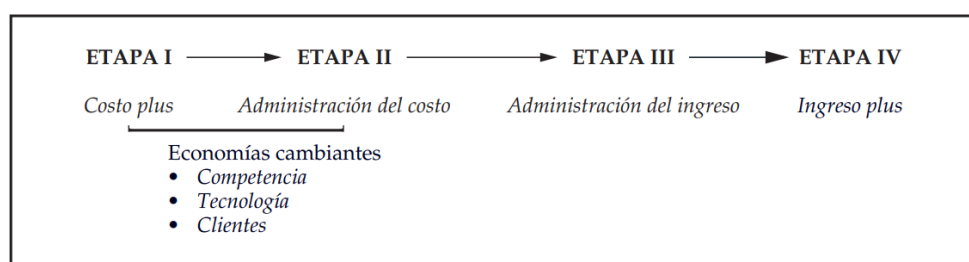 ETAPA I ETAPA II ETAPA III ETAPA IV
Costo plus Administración del costo Administración del ingreso Ingreso plus
Economías cambiantes
• Competencia
• Tecnología
• Clientes